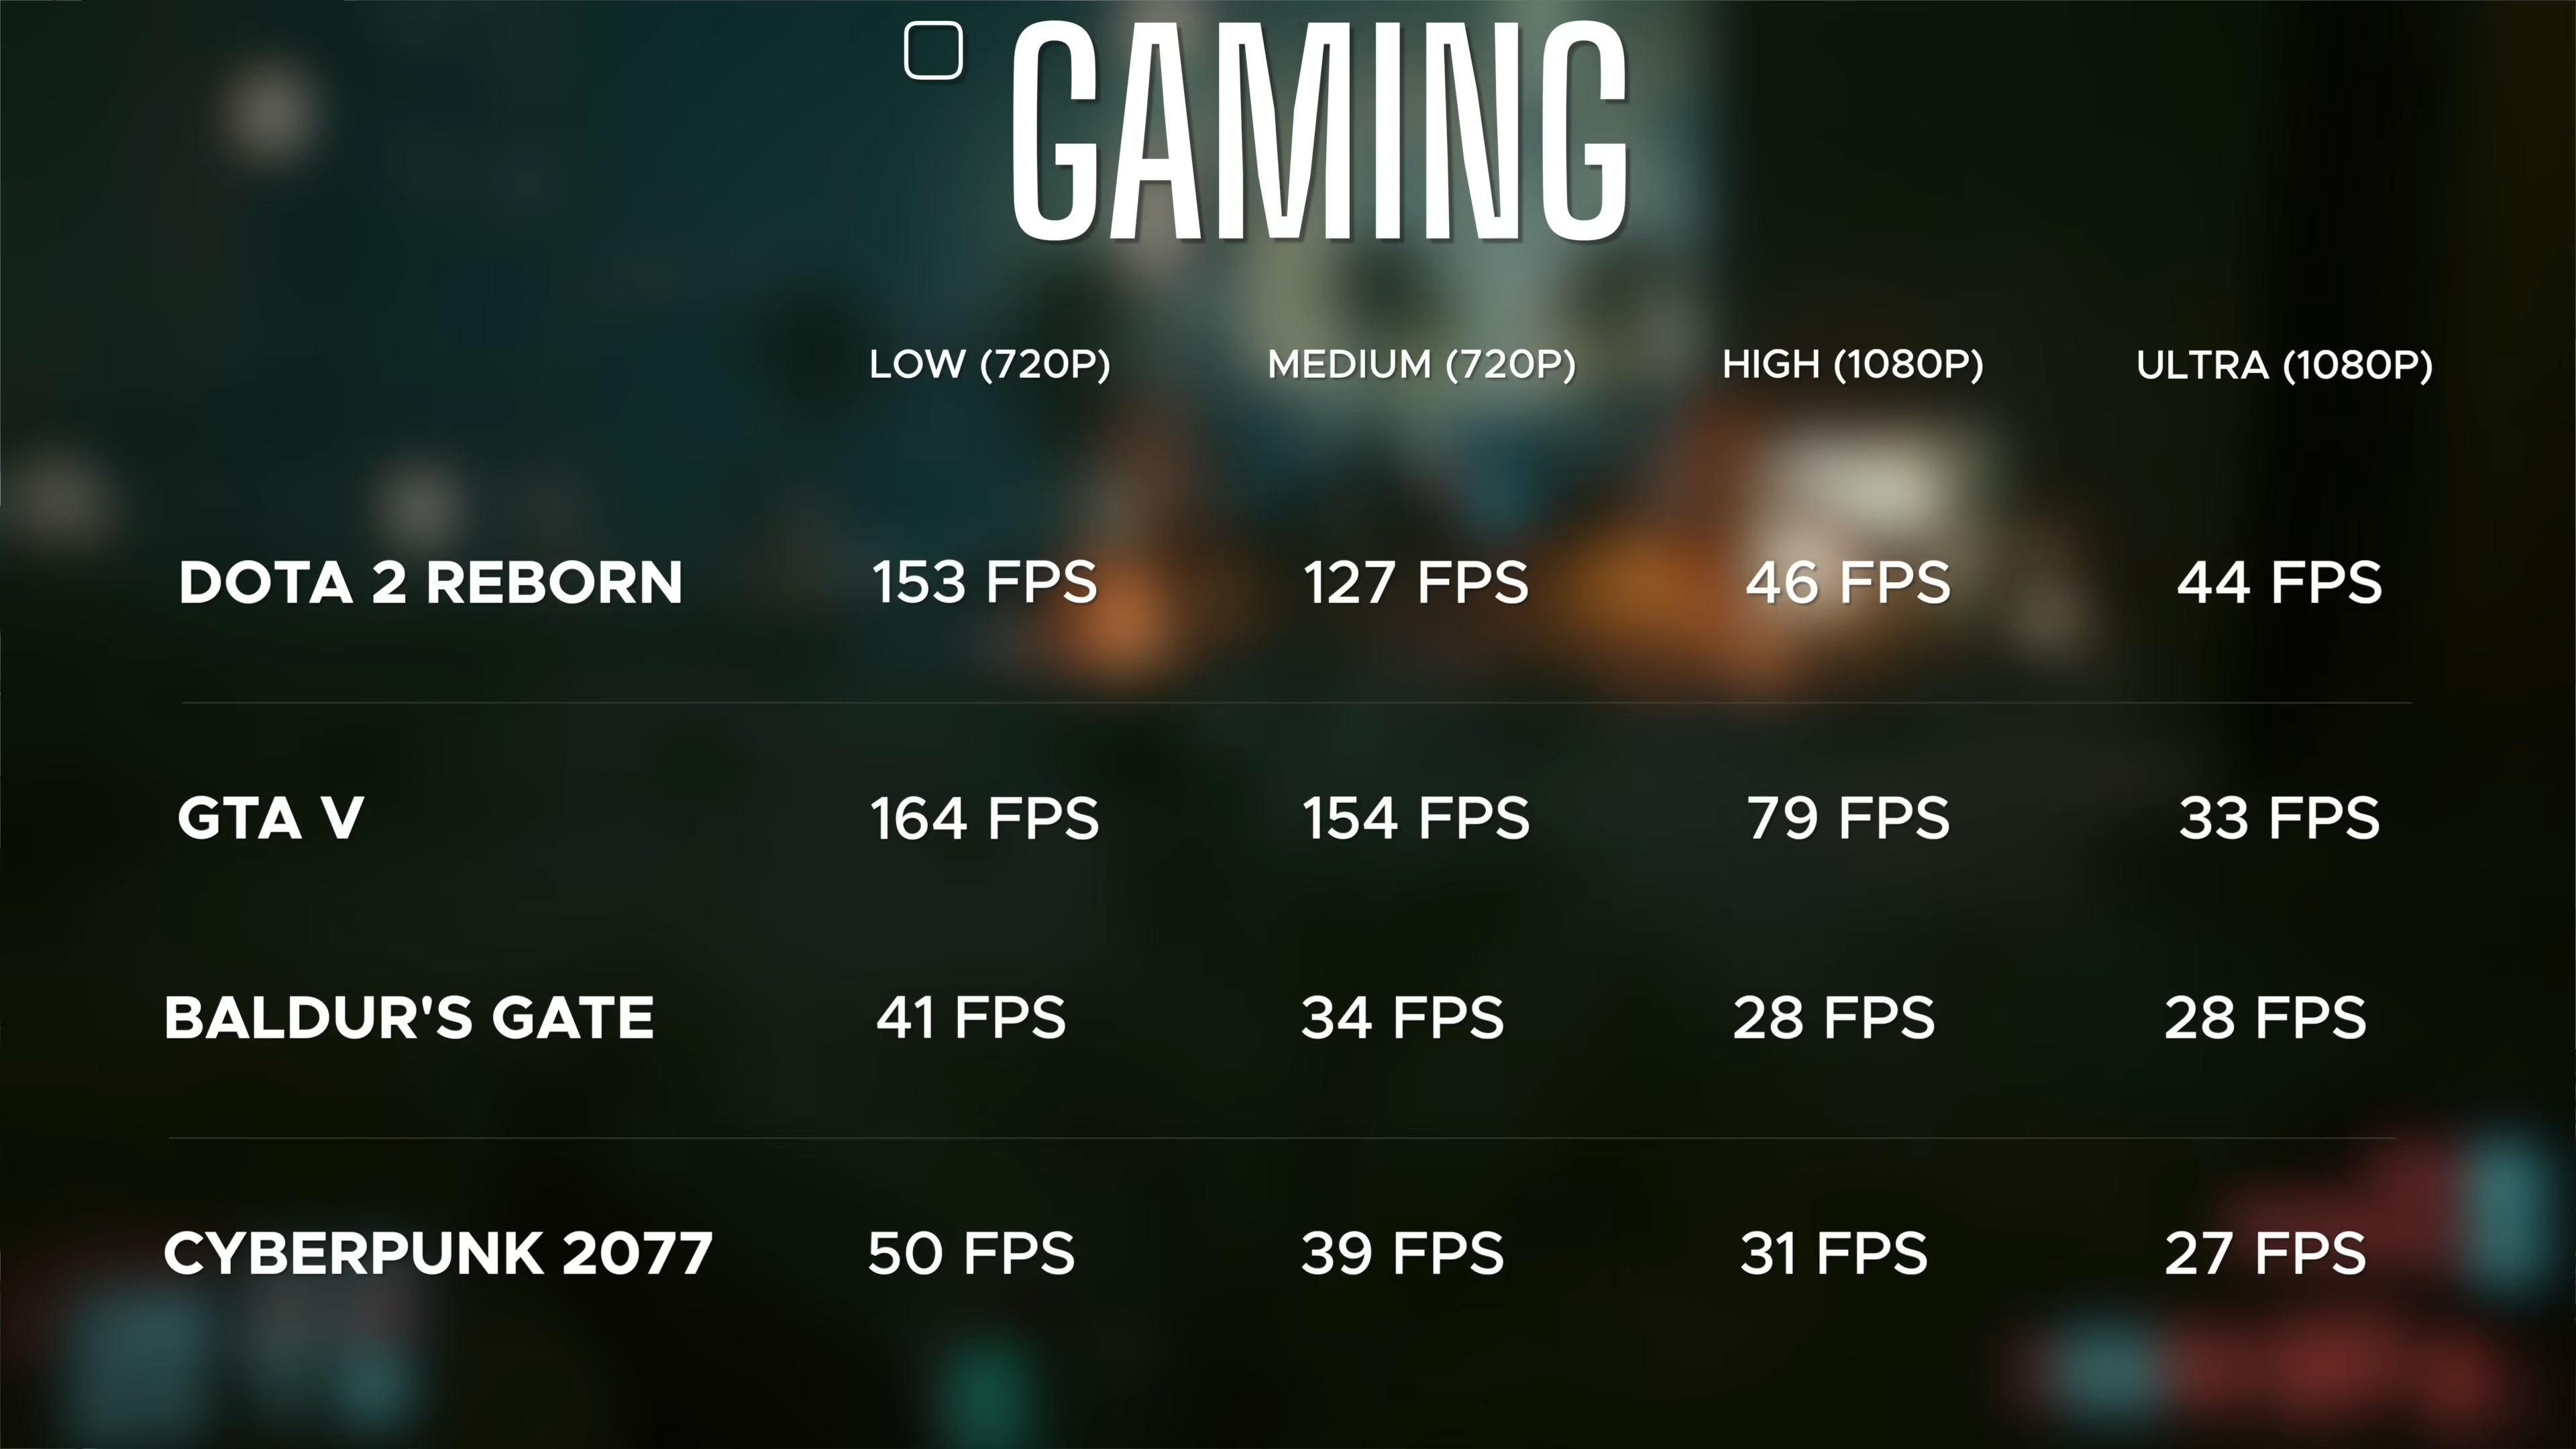 GAMING
LOW (720P) MEDIUM (720P) HIGH (1080P) ULTRA (1080P)
DOTA 2 REBORN 153 FPS 127 FPS 46 FPS 44 FPS
GTA V 164 FPS 154 FPS 79 FPS 33 FPS
BALDUR'S GATE 41 FPS 34 FPS 28 FPS 28 FPS
CYBERPUNK 2077 50 FPS 39 FPS 31 FPS 27 FPS